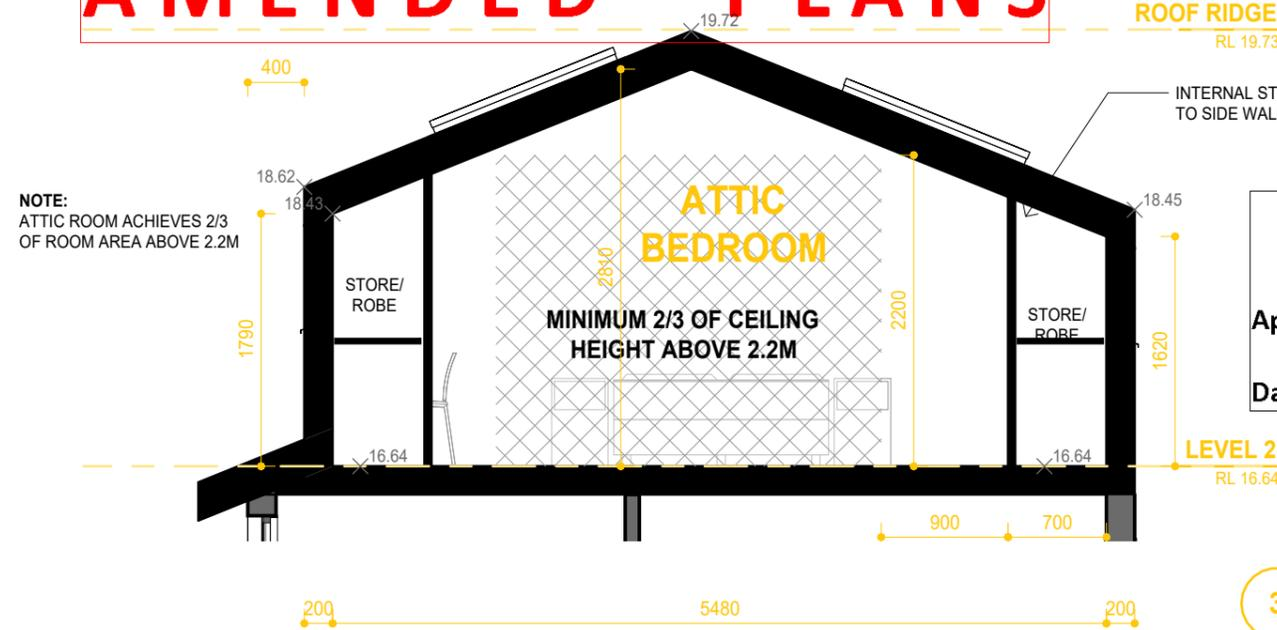 AMENDED PLANS
19.72
ROOF RIDGE
RL 19.73
400
INTERNAL ST
TO SIDE WAL
18.62
18.43
18.45
NOTE:
ATTIC ROOM ACHIEVES 2/3
OF ROOM AREA ABOVE 2.2M
ATTIC
BEDROOM
2810
STORE/
ROBE
MINIMUM 2/3 OF CEILING
HEIGHT ABOVE 2.2M
2200
STORE/
ROBE
1790
1620
Ap
Da
16.64
16.64
LEVEL 2
RL 16.64
900
700
200
5480
200
3